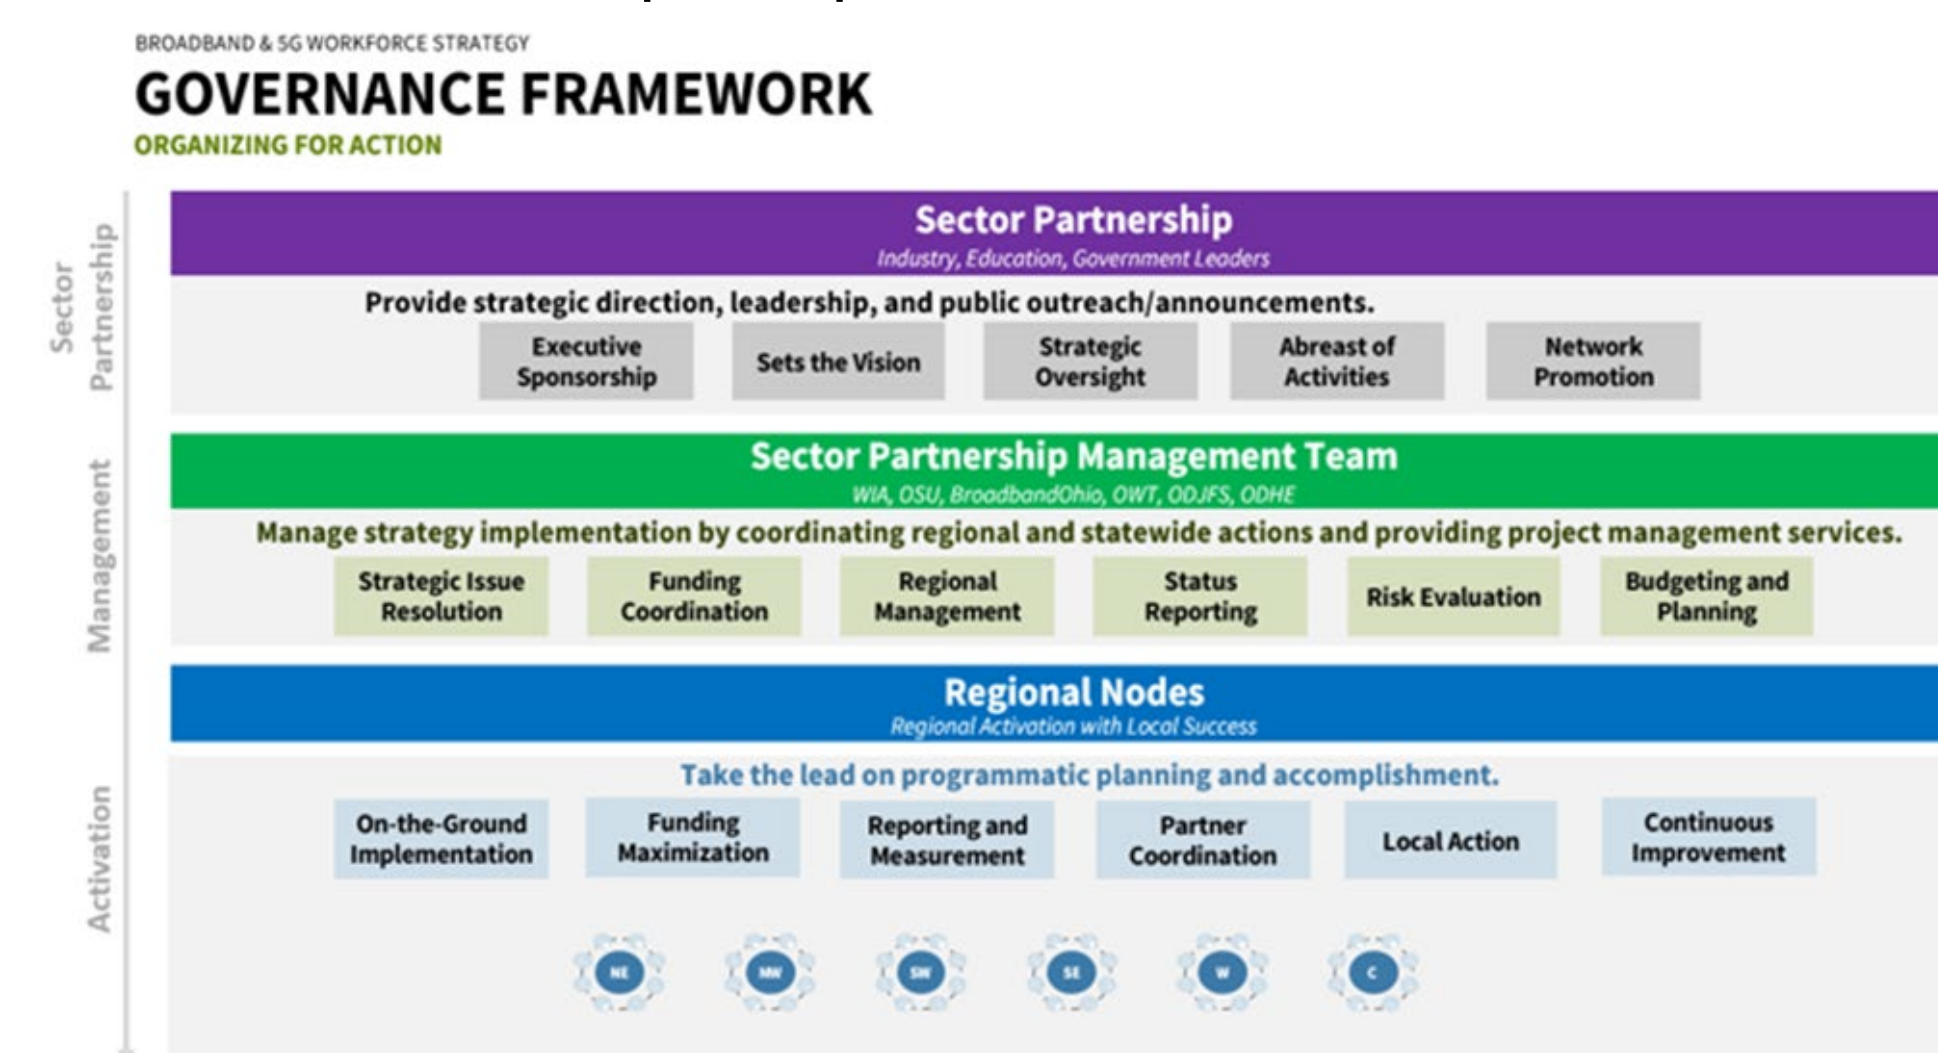 BROADBAND & 5G WORKFORCE STRATEGY
GOVERNANCE FRAMEWORK
ORGANIZING FOR ACTION
Sector
Partnership
Sector Partnership
Industry, Education, Government Leaders
Provide strategic direction, leadership, and public outreach/announcements.
Executive
Sponsorship
Sets the Vision
Strategic
Oversight
Abreast of
Activities
Network
Promotion
Management
Sector Partnership Management Team
WIA, OSU, BroadbandOhio, OWT, ODJFS, ODHE
Manage strategy implementation by coordinating regional and statewide actions and providing project management services.
Strategic Issue
Resolution
Funding
Coordination
Regional
Management
Status
Reporting
Risk Evaluation
Budgeting and
Planning
Activation
Regional Nodes
Regional Activation with Local Success
Take the lead on programmatic planning and accomplishment.
On-the-Ground
Implementation
Funding
Maximization
Reporting and
Measurement
Partner
Coordination
Local Action
Continuous
Improvement
NE
SW
SE
W
C